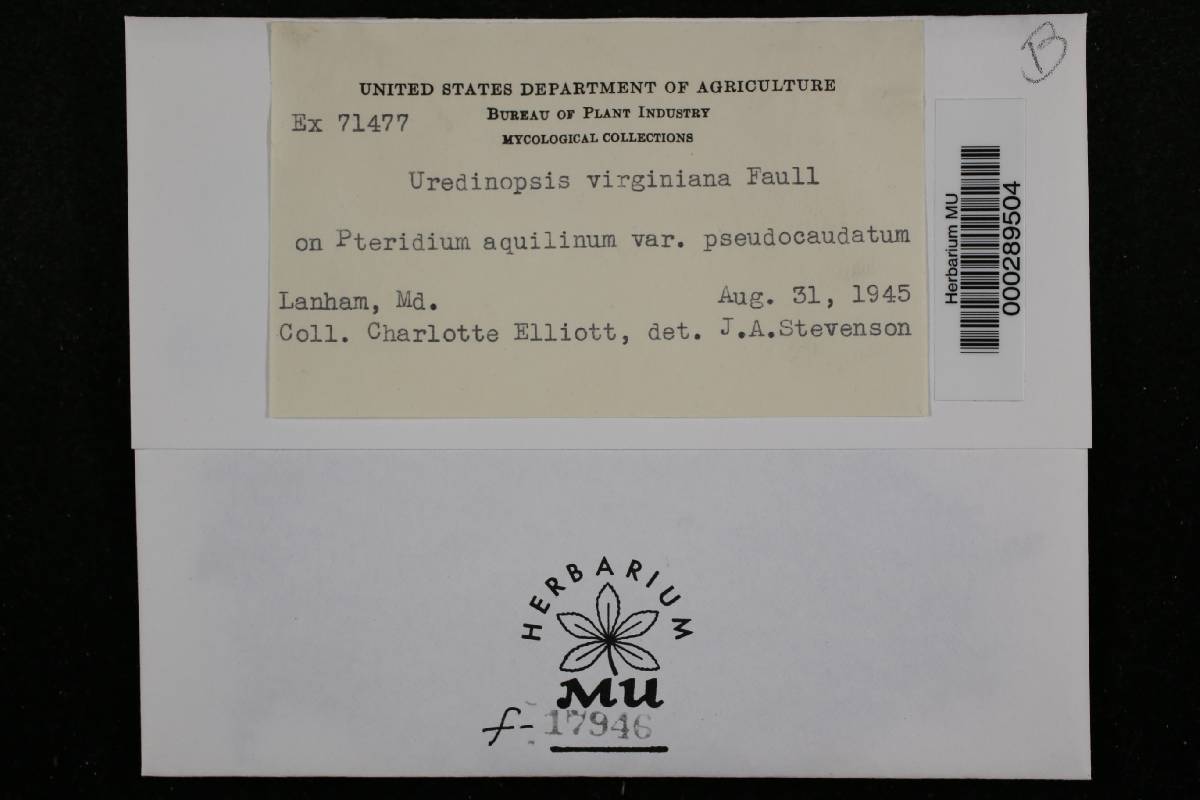 B
UNITED STATES DEPARTMENT OF AGRICULTURE
BUREAU OF PLANT INDUSTRY
Ex 71477
MYCOLOGICAL COLLECTIONS
Uredinopsis virginiana Faull
on Pteridium aquilinum var. pseudocaudatum
Lanham, Md. Aug. 31, 1945
Coll. Charlotte Elliott, det. J.A.Stevenson
Herbarium MU
000289504
HERBARIUM
MU
f-17946